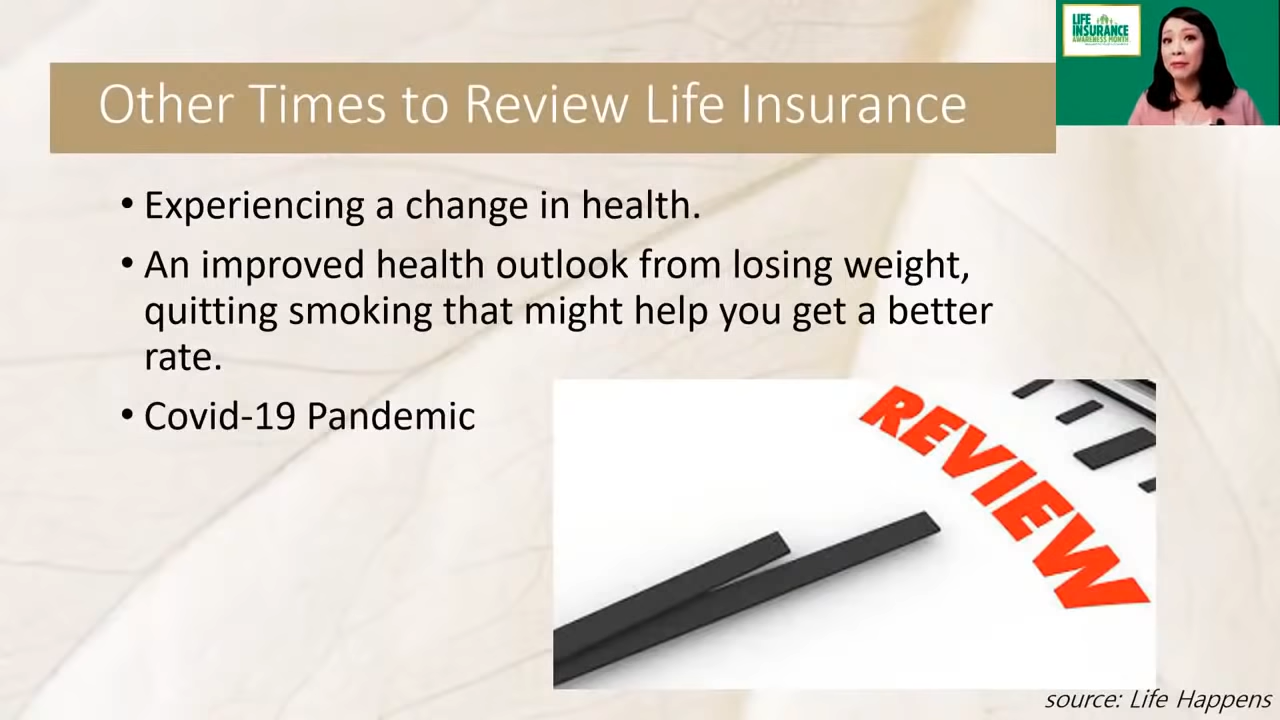 Other Times to Review Life Insurance
LIFE
INSURANCE
AWARENESS MONTH
• Experiencing a change in health.
• An improved health outlook from losing weight,
quitting smoking that might help you get a better
rate.
• Covid-19 Pandemic
REVIEW
source: Life Happens